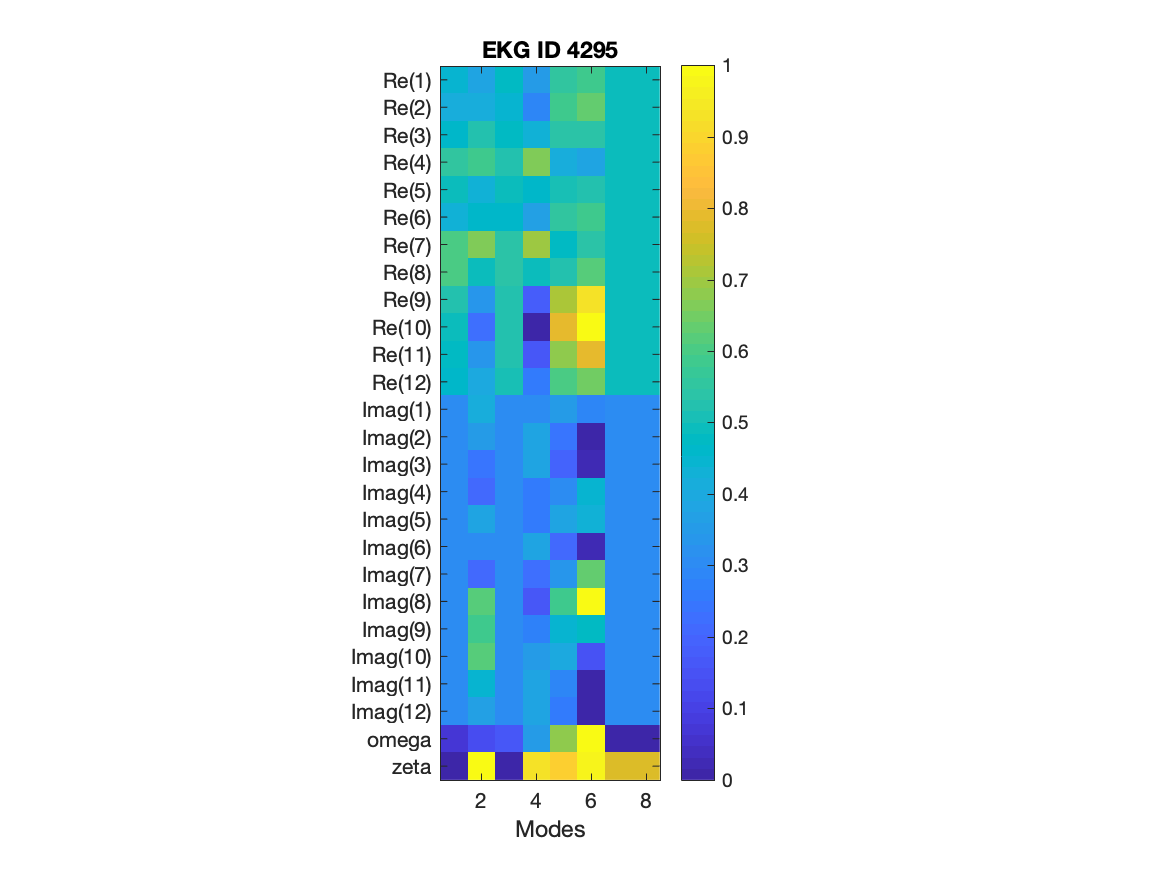 EKG ID 4295
Re(1)
Re(2)
Re(3)
Re(4)
Re(5)
Re(6)
Re(7)
Re(8)
Re(9)
Re(10)
Re(11)
Re(12)
Imag(1)
Imag(2)
Imag(3)
Imag(4)
Imag(5)
Imag(6)
Imag(7)
Imag(8)
Imag(9)
Imag(10)
Imag(11)
Imag(12)
omega
zeta
2 4 6 8
Modes
1
0.9
0.8
0.7
0.6
0.5
0.4
0.3
0.2
0.1
0